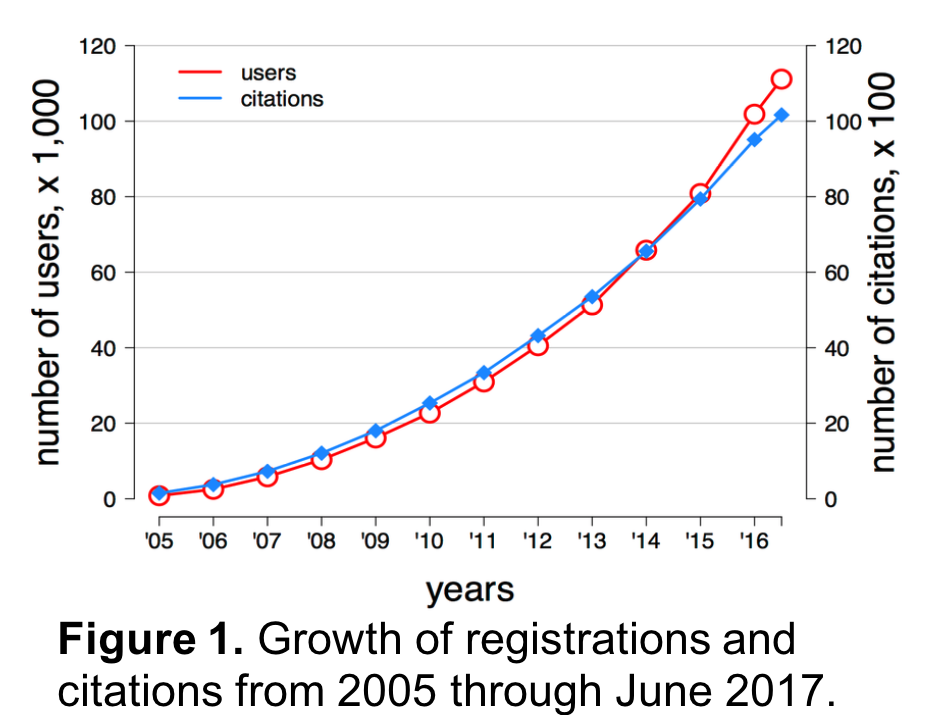 120
100
80
60
40
20
0
number of users, x 1,000
users
citations
120
100
80
60
40
20
0
number of citations, x 100
'05 '06 '07 '08 '09 '10 '11 '12 '13 '14 '15 '16
years
Figure 1. Growth of registrations and
citations from 2005 through June 2017.